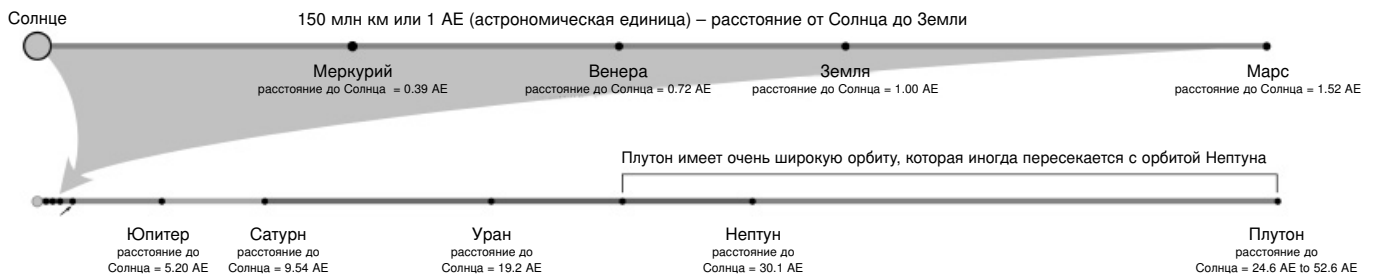 Солнце
150 млн км или 1 АЕ (астрономическая единица) – расстояние от Солнца до Земли
Меркурий
расстояние до Солнца = 0.39 АЕ
Венера
расстояние до Солнца = 0.72 АЕ
Земля
расстояние до Солнца = 1.00 АЕ
Марс
расстояние до Солнца = 1.52 АЕ
Плутон имеет очень широкую орбиту, которая иногда пересекается с орбитой Нептуна
Юпитер
расстояние до
Солнца = 5.20 АЕ
Сатурн
расстояние до
Солнца = 9.54 АЕ
Уран
расстояние до
Солнца = 19.2 АЕ
Нептун
расстояние до
Солнца = 30.1 АЕ
Плутон
расстояние до
Солнца = 24.6 АЕ to 52.6 АЕ